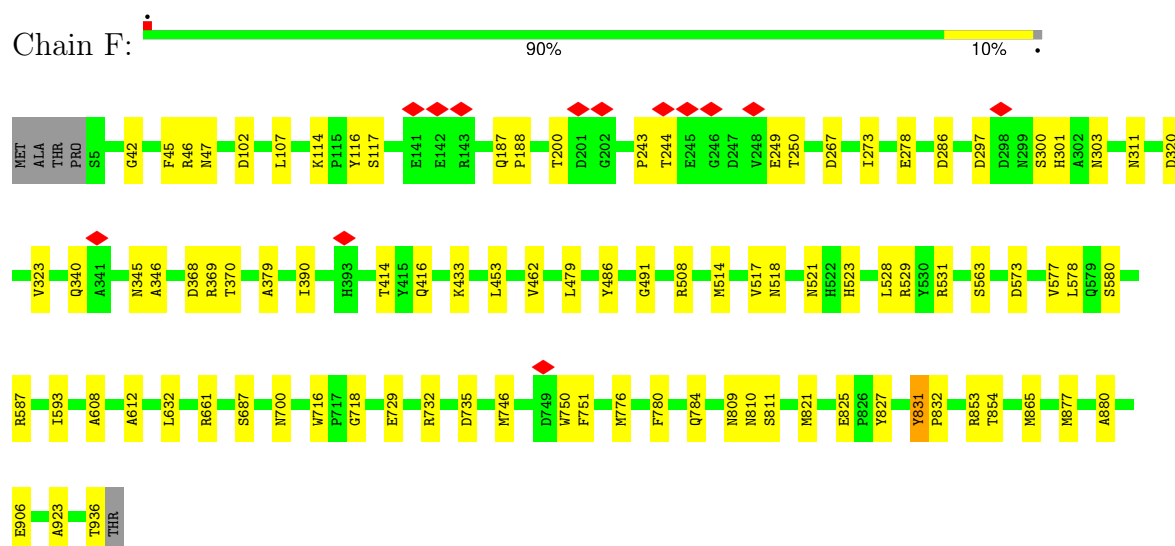 Chain F:
90% 10%
MET ALA THR PRO S5 G42 F45 R46 N47 D102 L107 K114 P115 Y116 S117 E141 E142 R143 Q187 P188 T200 D201 G202 P243 T244 E245 G246 D247 V248 E249 T250 D267 I273 E278 D286 D297 D298 N299 S300 H301 A302 N303 N311 D320
V323 Q340 A341 N345 A346 D368 R369 T370 A379 I390 H393 T414 Y415 Q416 K433 L453 V462 L479 Y486 G491 R508 M514 V517 N518 N521 H522 H523 L528 R529 Y530 R531 S563 D573 V577 L578 Q579 S580
R587 I593 A608 A612 L632 R661 S687 N700 W716 P717 G718 E729 R732 D735 M746 D749 W750 F751 M776 F780 Q784 N809 N810 S811 M821 E825 P826 Y827 Y831 P832 R853 T854 M865 M877 A880
E906 A923 T936 THR